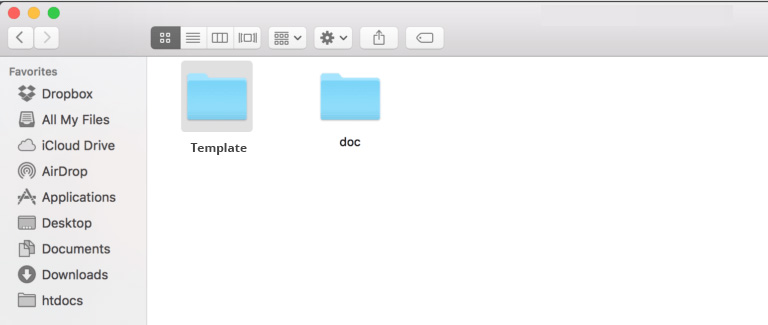 Favorites
Dropbox
All My Files
iCloud Drive
AirDrop
Applications
Desktop
Documents
Downloads
htdocs
Template
doc